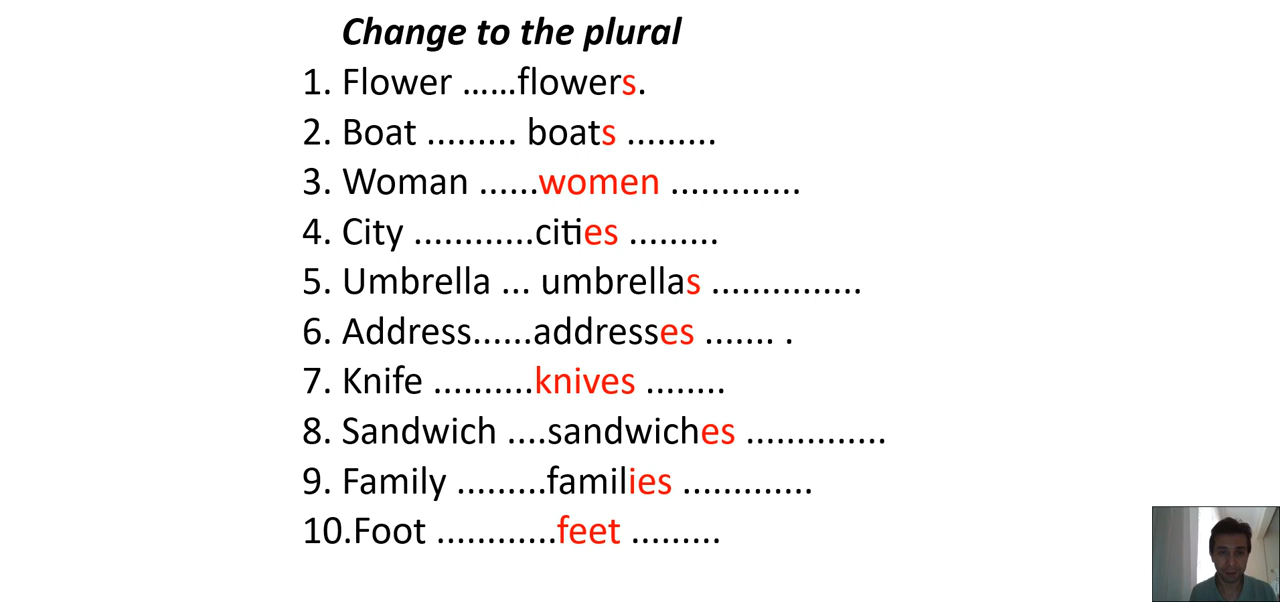 Change to the plural
1. Flower ......flowers.
2. Boat ......... boats .........
3. Woman ......women .............
4. City ............cities .........
5. Umbrella ... umbrellas ...............
6. Address......addresses ....... .
7. Knife ..........knives ........
8. Sandwich ....sandwiches ..............
9. Family .........families .............
10.Foot ............feet .........